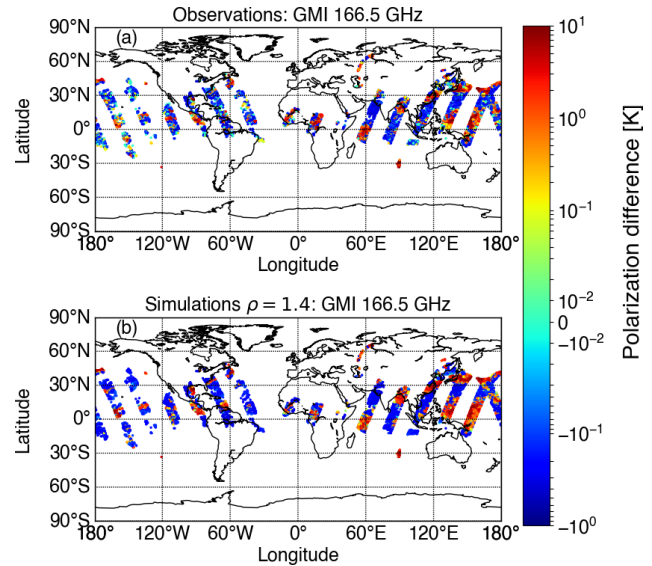 Observations: GMI 166.5 GHz
(a)
90°N
60°N
30°N
0°
30°S
60°S
90°S
Latitude
180° 120°W 60°W 0° 60°E 120°E 180°
Longitude
Simulations ρ = 1.4: GMI 166.5 GHz
(b)
90°N
60°N
30°N
0°
30°S
60°S
90°S
Latitude
180° 120°W 60°W 0° 60°E 120°E 180°
Longitude
10¹
10⁰
10⁻¹
10⁻²
0
−10⁻²
−10⁻¹
−10⁰
Polarization difference [K]